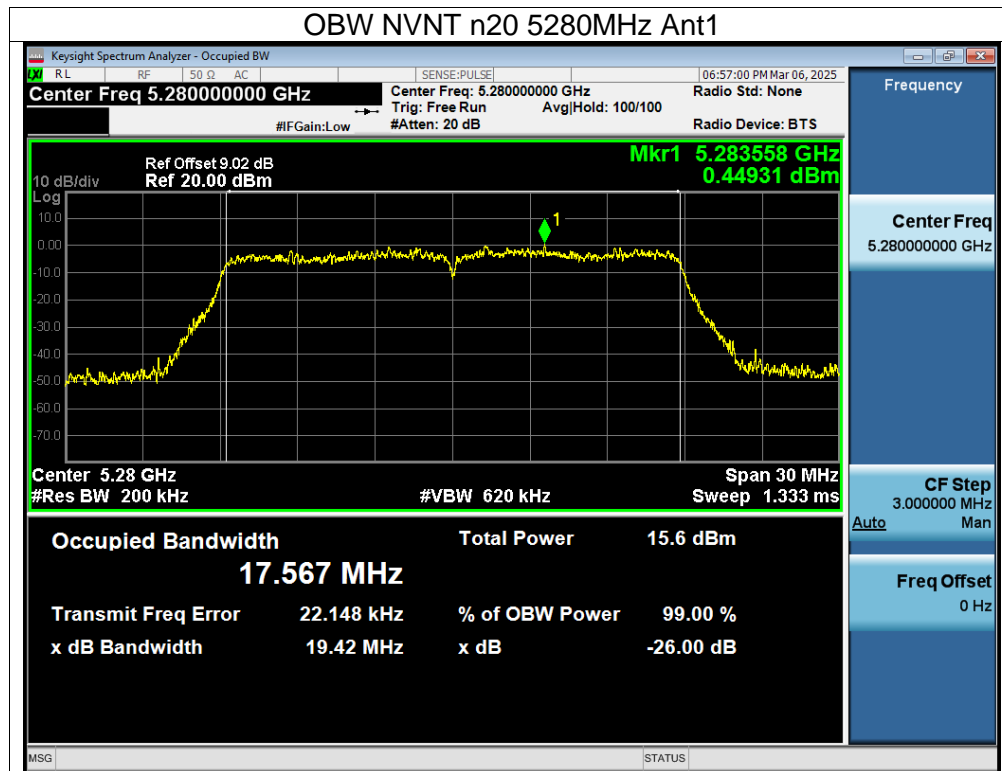 OBW NVNT n20 5280MHz Ant1
Keysight Spectrum Analyzer - Occupied BW
LXI RL RF 50 Ω AC SENSE:PULSE 06:57:00 PM Mar 06, 2025
Center Freq 5.280000000 GHz
Center Freq: 5.280000000 GHz Radio Std: None
Trig: Free Run Avg|Hold: 100/100
#IFGain:Low #Atten: 20 dB Radio Device: BTS
Mkr1 5.283558 GHz
0.44931 dBm
Ref Offset 9.02 dB
10 dB/div Ref 20.00 dBm
Log
10.0
0.00
-10.0
-20.0
-30.0
-40.0
-50.0
-60.0
-70.0
1
Center 5.28 GHz Span 30 MHz
#Res BW 200 kHz #VBW 620 kHz Sweep 1.333 ms
Occupied Bandwidth Total Power 15.6 dBm
17.567 MHz
Transmit Freq Error 22.148 kHz % of OBW Power 99.00 %
x dB Bandwidth 19.42 MHz x dB -26.00 dB
MSG STATUS
Frequency
Center Freq
5.280000000 GHz
CF Step
3.000000 MHz
Auto Man
Freq Offset
0 Hz